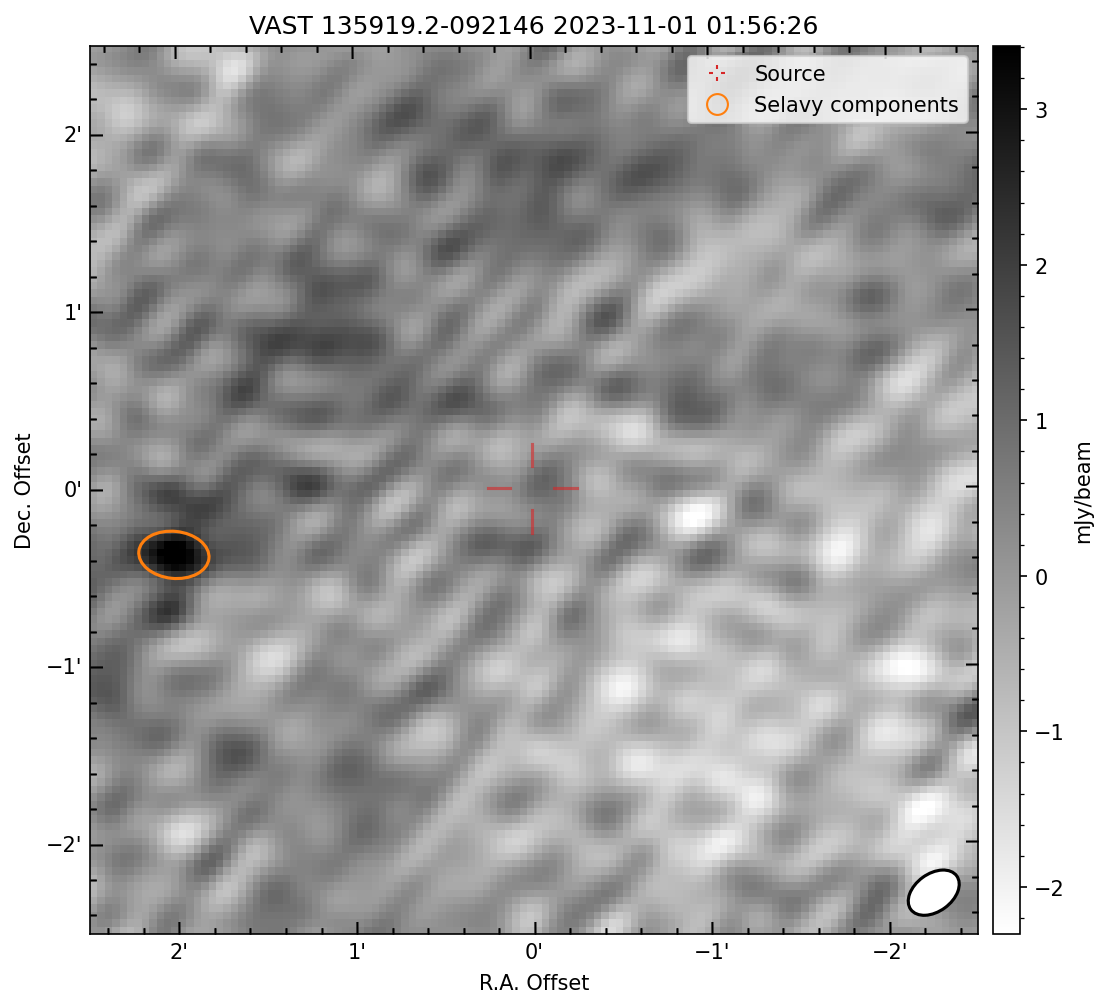 VAST 135919.2-092146 2023-11-01 01:56:26
Source
Selavy components
2'
1'
0'
−1'
−2'
Dec. Offset
2'
1'
0'
−1'
−2'
R.A. Offset
3
2
1
0
−1
−2
mJy/beam